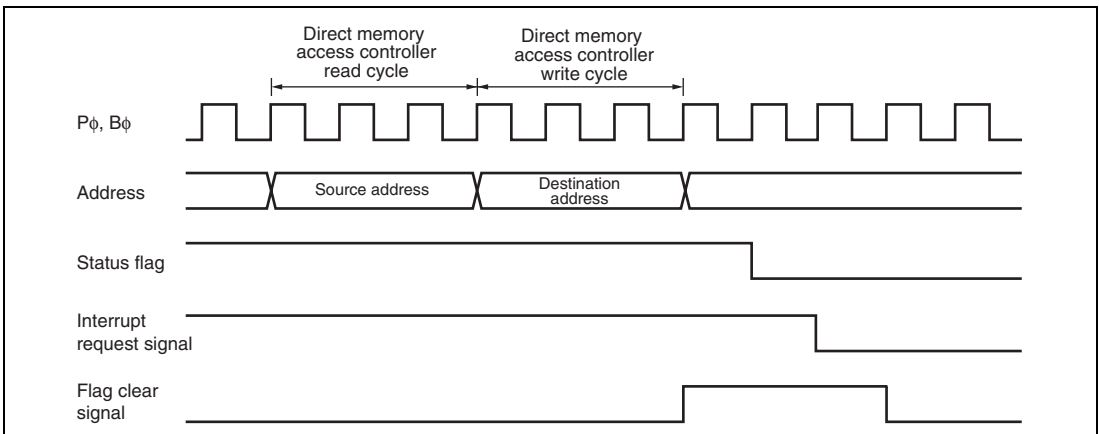 Direct memory
access controller
read cycle
Direct memory
access controller
write cycle
Pϕ, Bϕ
Address
Source address
Destination
address
Status flag
Interrupt
request signal
Flag clear
signal